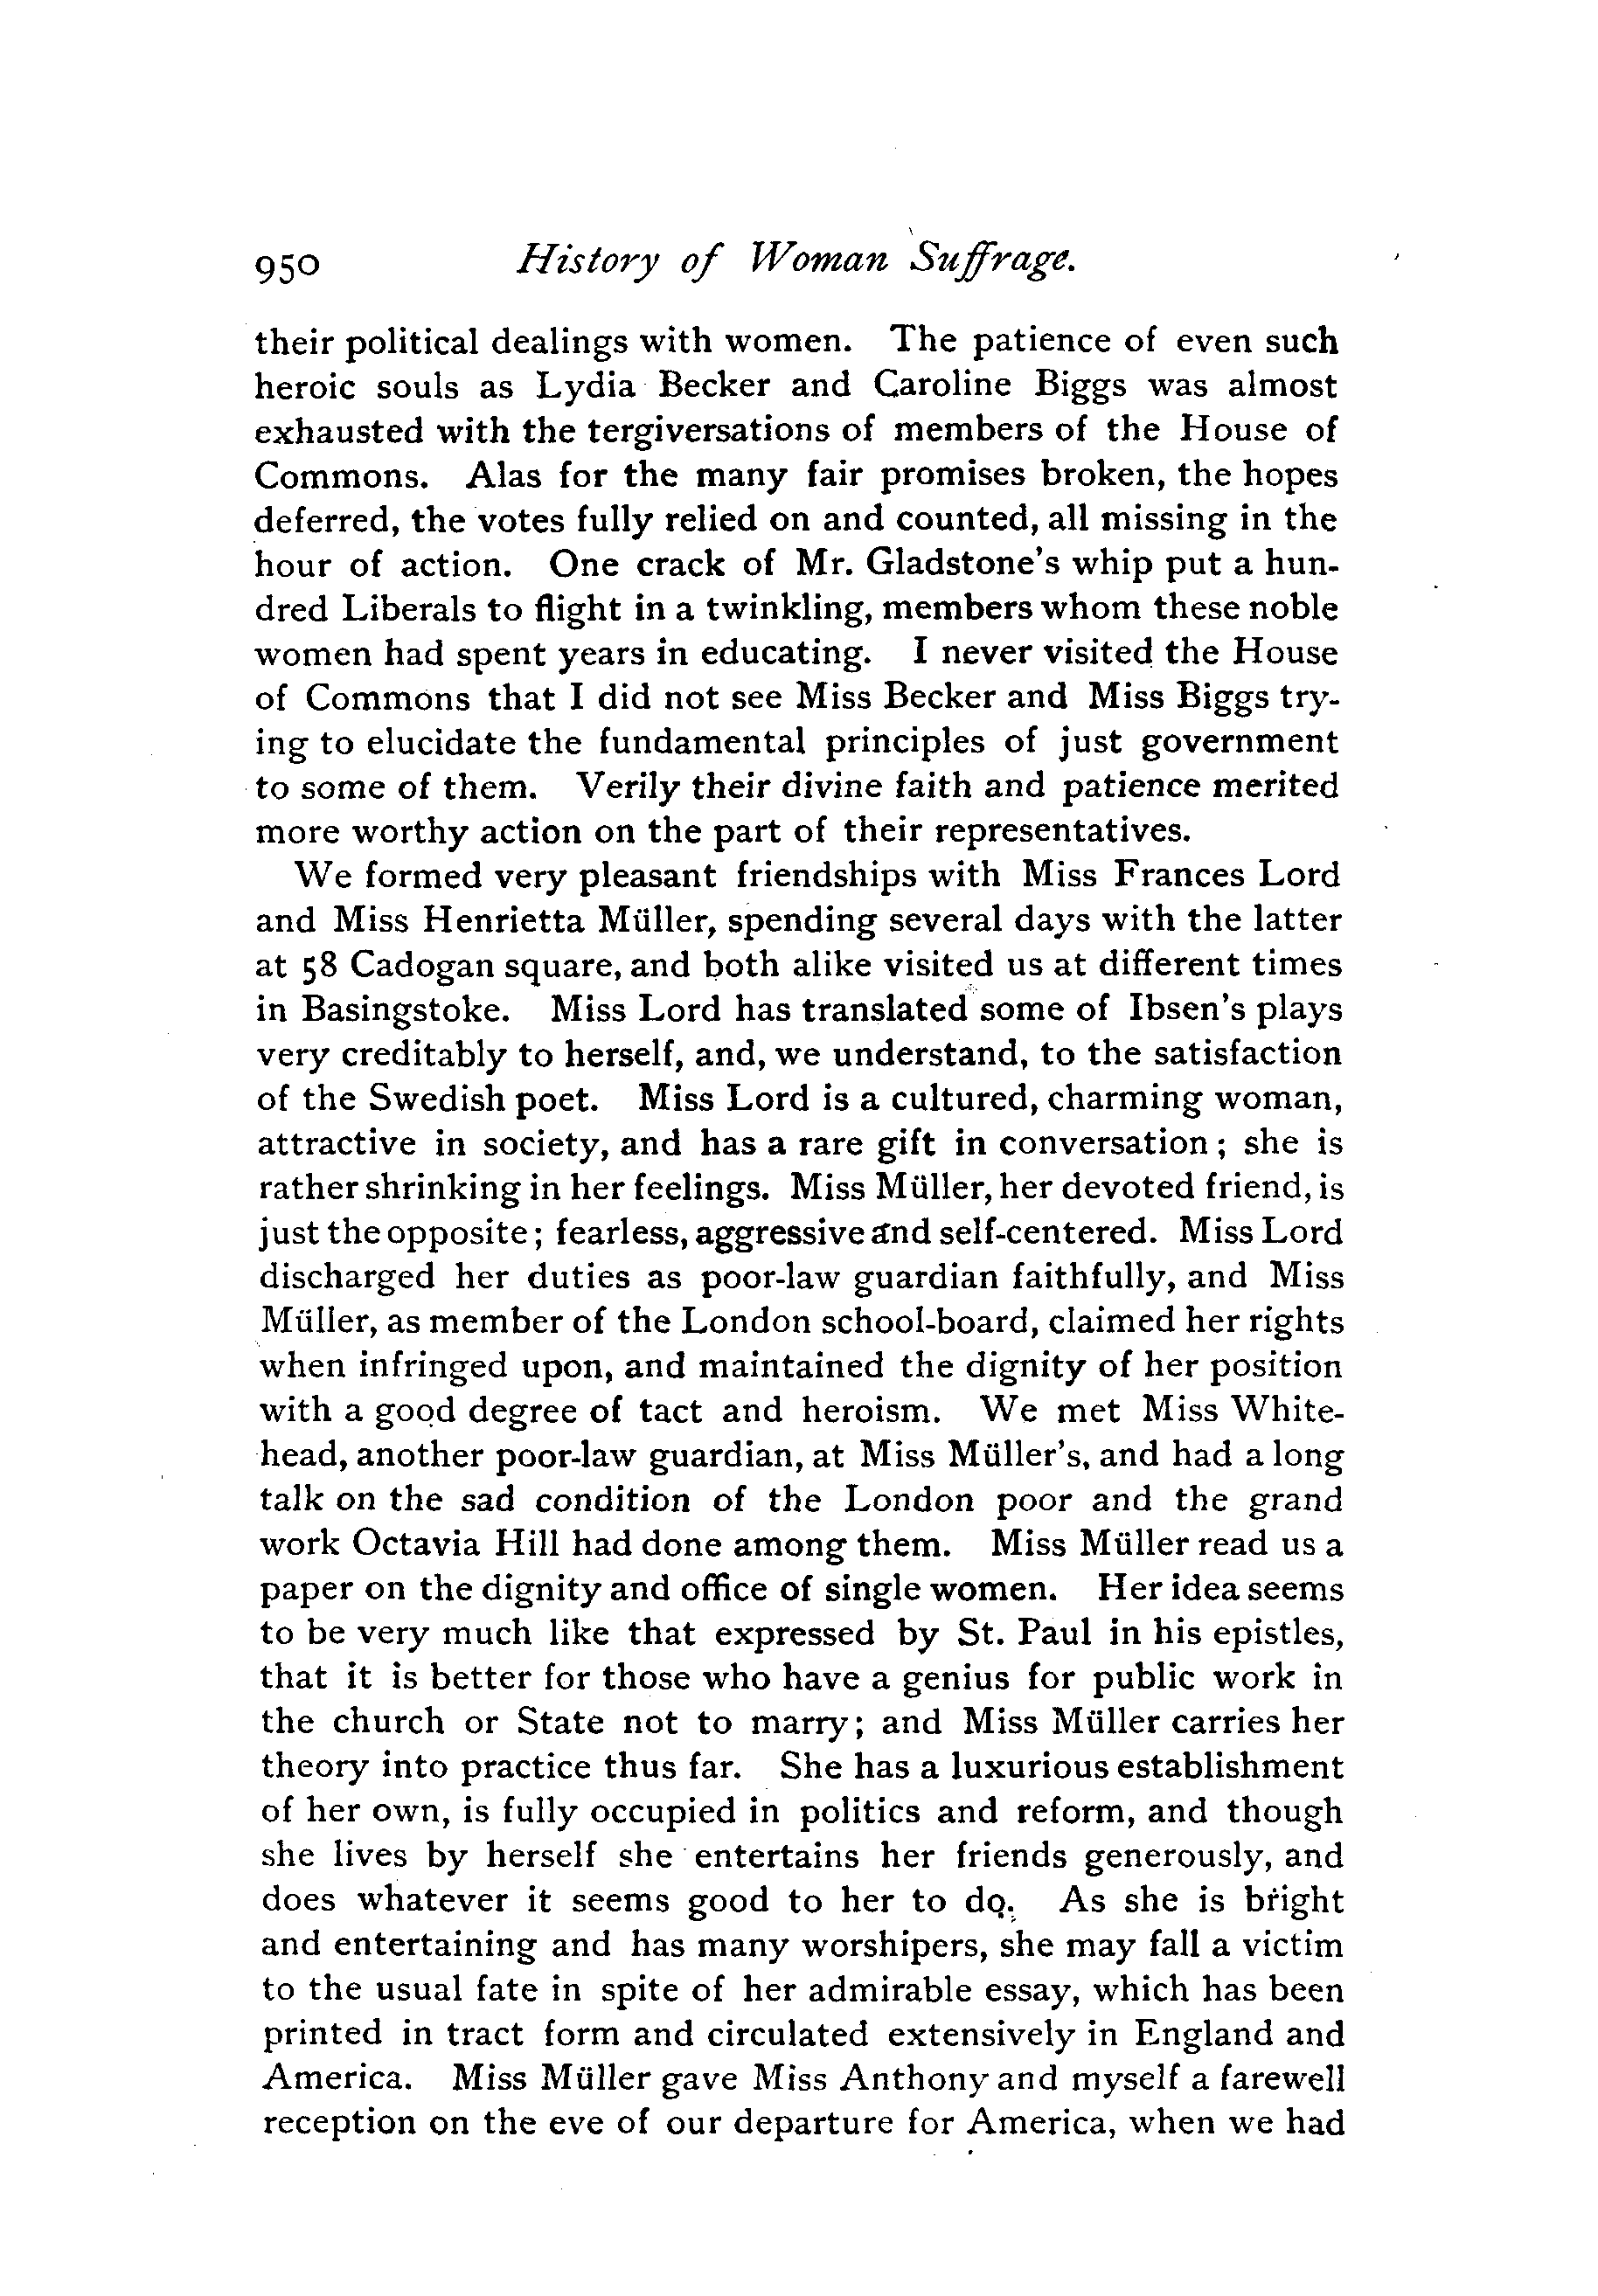 950 History of Woman Suffrage.
their political dealings with women. The patience of even such
heroic souls as Lydia Becker and Caroline Biggs was almost
exhausted with the tergiversations of members of the House of
Commons. Alas for the many fair promises broken, the hopes
deferred, the votes fully relied on and counted, all missing in the
hour of action. One crack of Mr. Gladstone's whip put a hun-
dred Liberals to flight in a twinkling, members whom these noble
women had spent years in educating. I never visited the House
of Commons that I did not see Miss Becker and Miss Biggs try-
ing to elucidate the fundamental principles of just government
to some of them. Verily their divine faith and patience merited
more worthy action on the part of their representatives.
We formed very pleasant friendships with Miss Frances Lord
and Miss Henrietta Müller, spending several days with the latter
at 58 Cadogan square, and both alike visited us at different times
in Basingstoke. Miss Lord has translated some of Ibsen's plays
very creditably to herself, and, we understand, to the satisfaction
of the Swedish poet. Miss Lord is a cultured, charming woman,
attractive in society, and has a rare gift in conversation; she is
rather shrinking in her feelings. Miss Müller, her devoted friend, is
just the opposite; fearless, aggressive and self-centered. Miss Lord
discharged her duties as poor-law guardian faithfully, and Miss
Müller, as member of the London school-board, claimed her rights
when infringed upon, and maintained the dignity of her position
with a good degree of tact and heroism. We met Miss White-
head, another poor-law guardian, at Miss Müller's, and had a long
talk on the sad condition of the London poor and the grand
work Octavia Hill had done among them. Miss Müller read us a
paper on the dignity and office of single women. Her idea seems
to be very much like that expressed by St. Paul in his epistles,
that it is better for those who have a genius for public work in
the church or State not to marry; and Miss Müller carries her
theory into practice thus far. She has a luxurious establishment
of her own, is fully occupied in politics and reform, and though
she lives by herself she entertains her friends generously, and
does whatever it seems good to her to do. As she is bright
and entertaining and has many worshipers, she may fall a victim
to the usual fate in spite of her admirable essay, which has been
printed in tract form and circulated extensively in England and
America. Miss Müller gave Miss Anthony and myself a farewell
reception on the eve of our departure for America, when we had